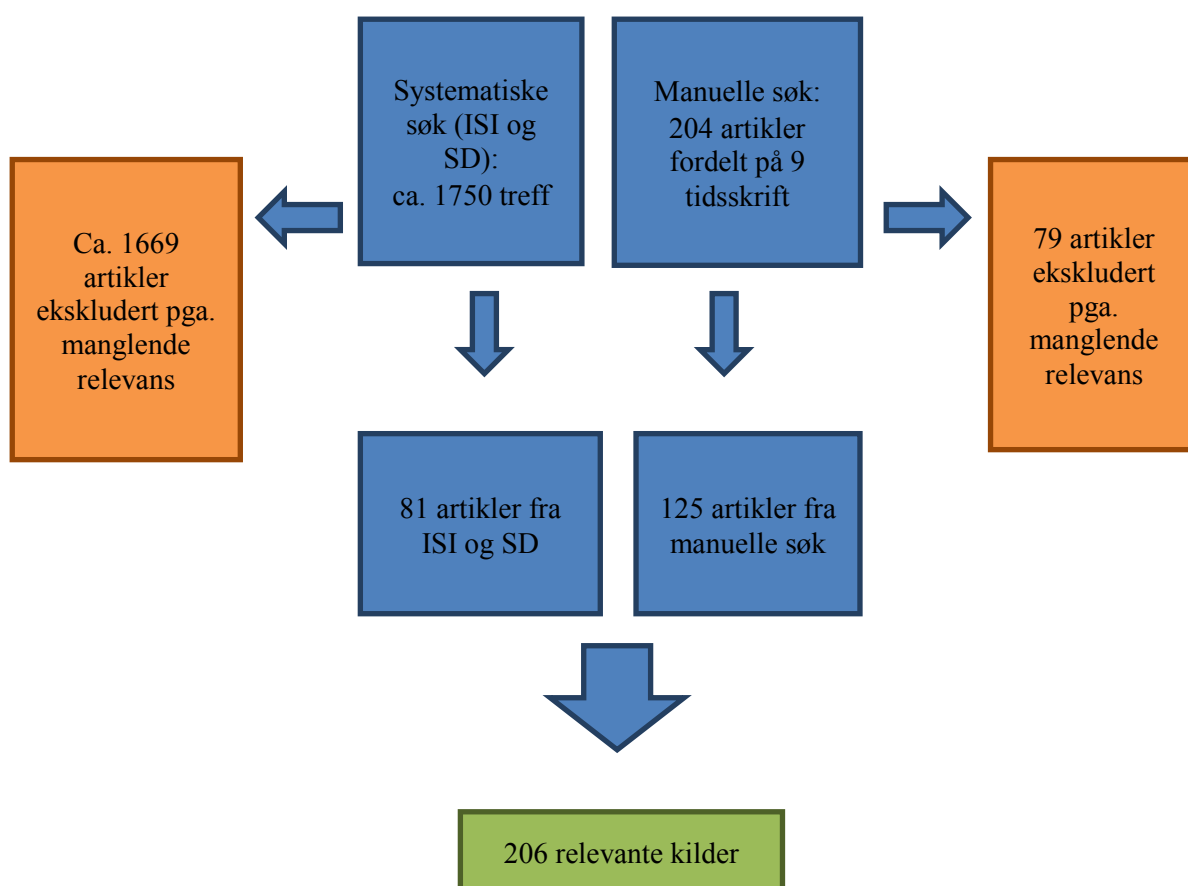 Systematiske
søk (ISI og
SD):
ca. 1750 treff
Manuelle søk:
204 artikler
fordelt på 9
tidsskrift
Ca. 1669
artikler
ekskludert pga.
manglende
relevans
79 artikler
ekskludert
pga.
manglende
relevans
81 artikler fra
ISI og SD
125 artikler fra
manuelle søk
206 relevante kilder